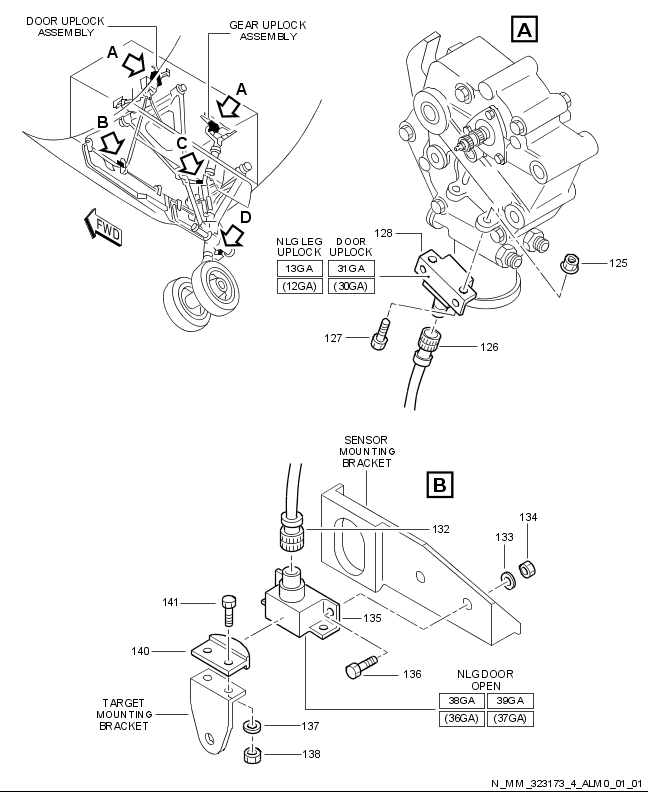 DOOR UPLOCK
ASSEMBLY
GEAR UPLOCK
ASSEMBLY
A
A
A
B
C
D
FWD
128
NLG LEG
UPLOCK
DOOR
UPLOCK
13GA
31GA
(12GA)
(30GA)
125
127
126
SENSOR
MOUNTING
BRACKET
B
132
134
133
141
135
140
136
NLG DOOR
OPEN
38GA
39GA
(36GA)
(37GA)
TARGET
MOUNTING
BRACKET
137
138
N_MM_323173_4_ALM0_01_01